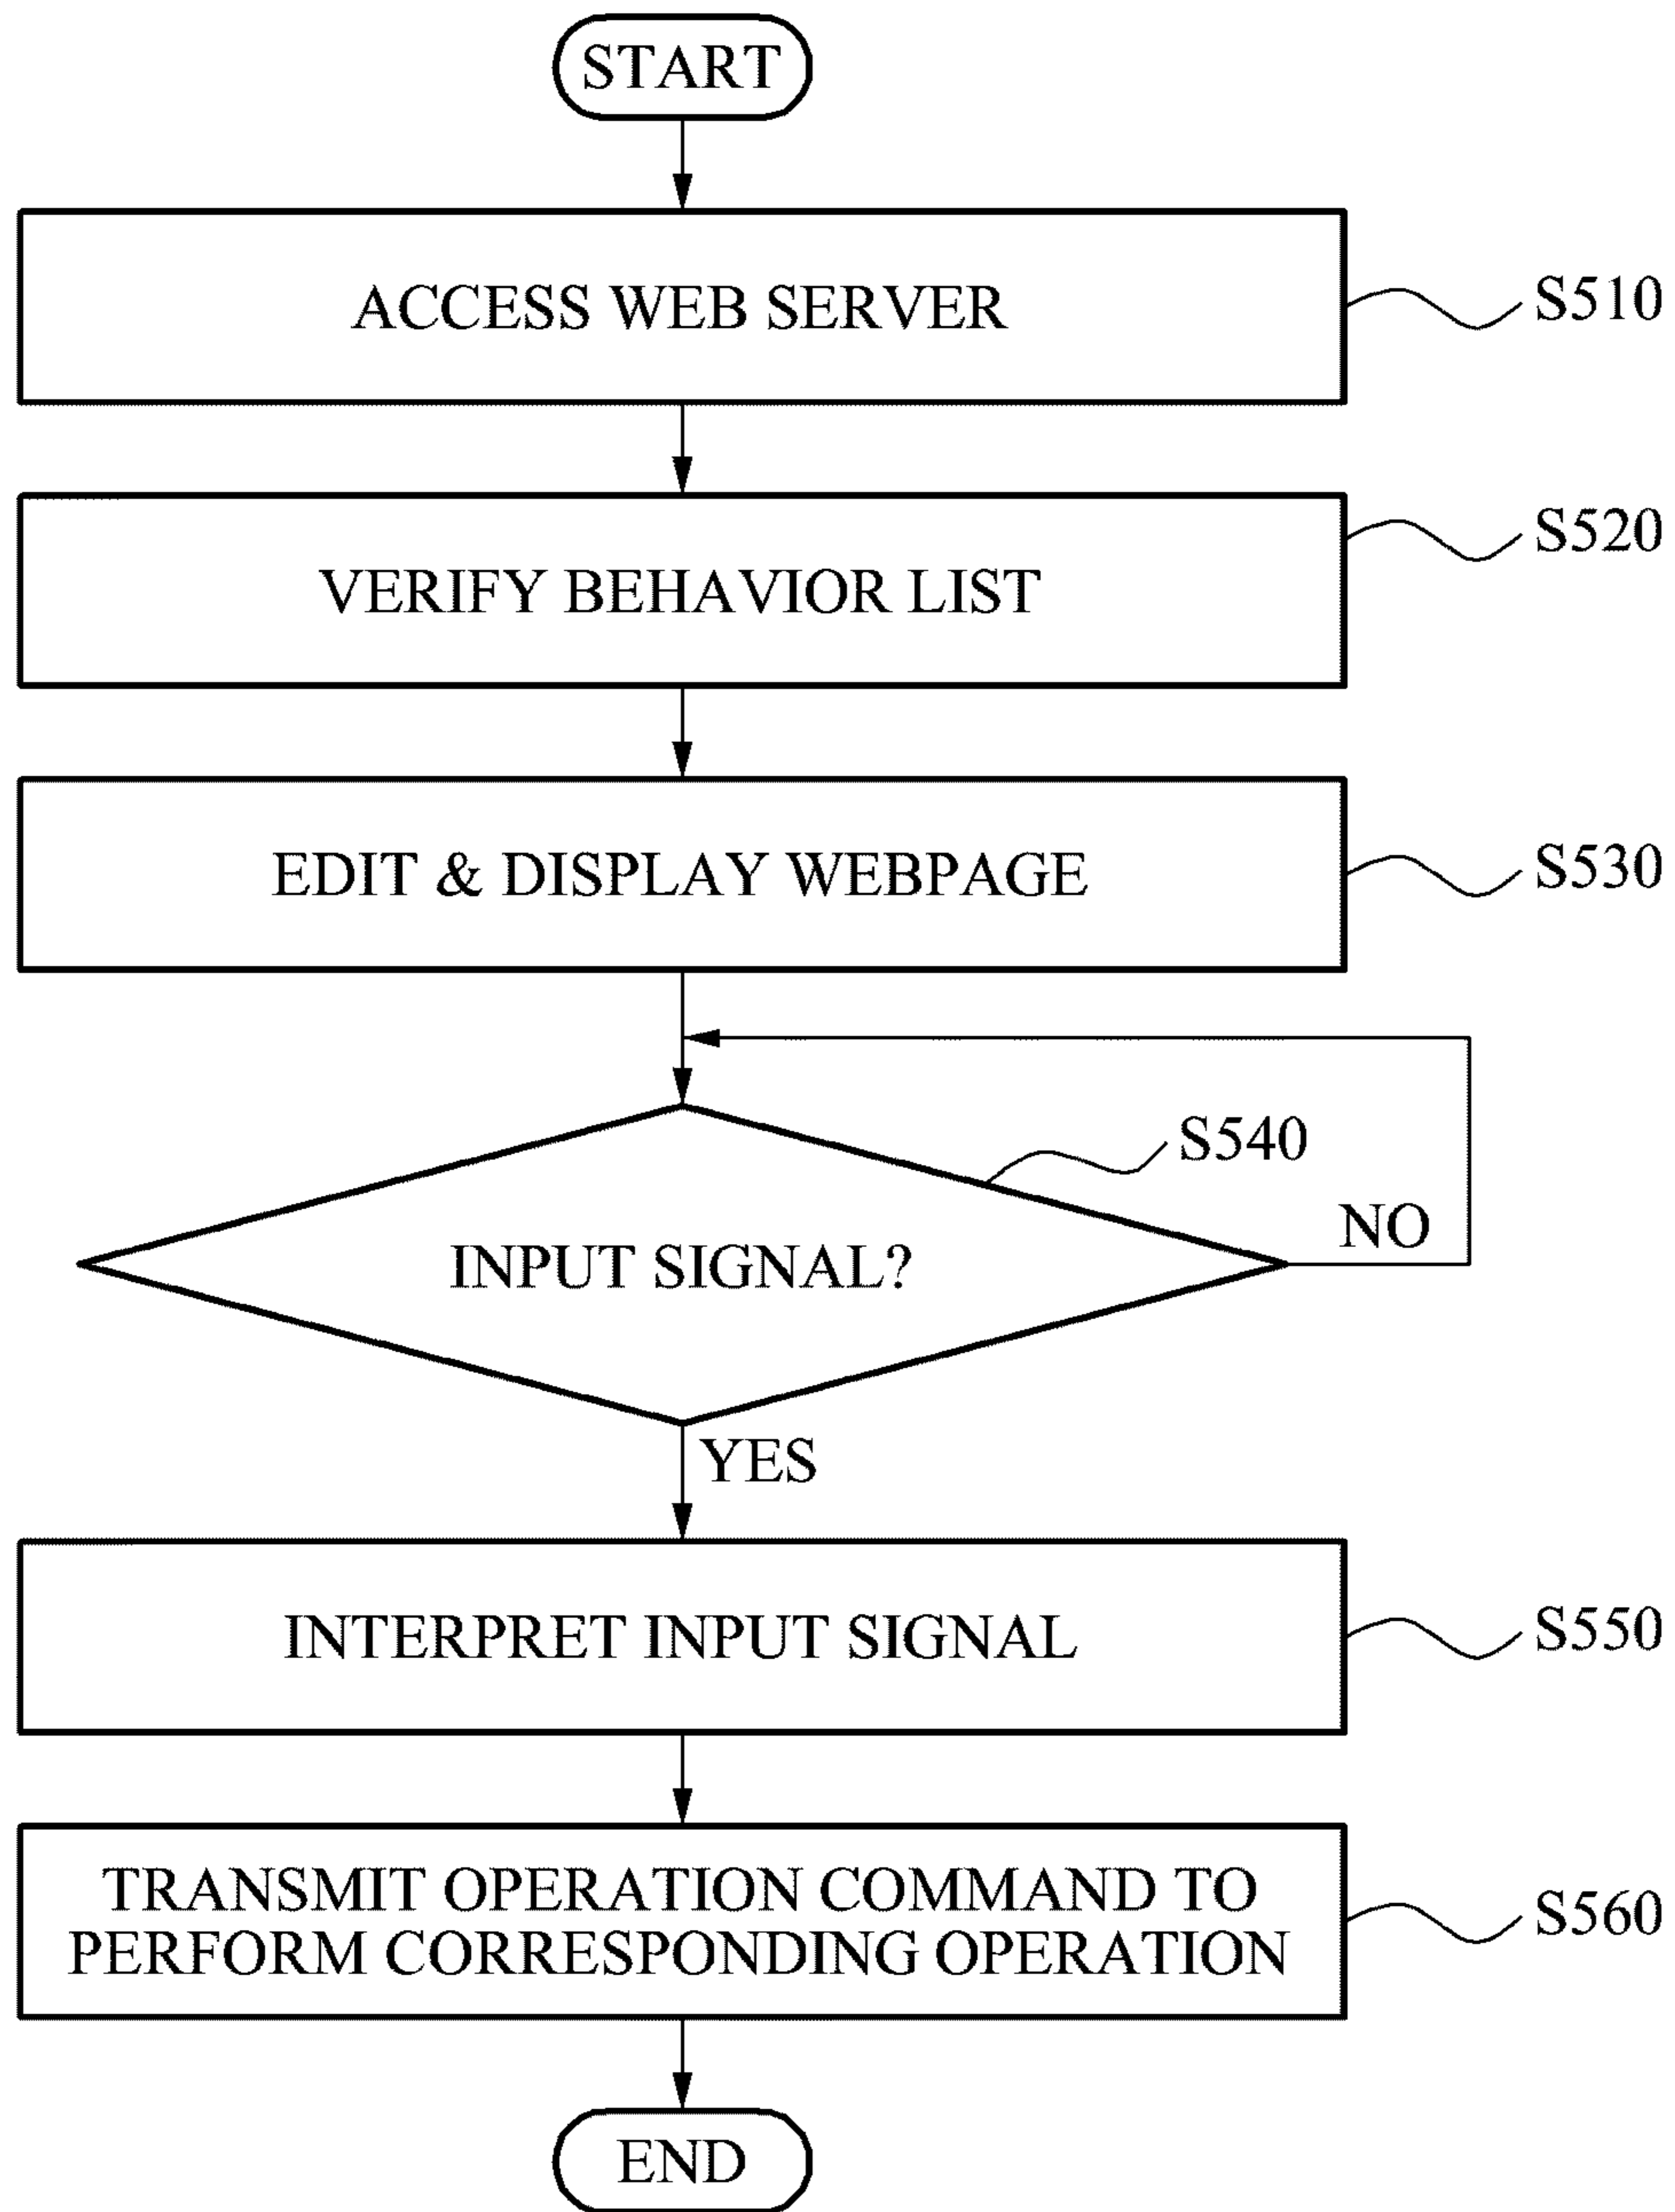 START
ACCESS WEB SERVER
S510
VERIFY BEHAVIOR LIST
S520
EDIT & DISPLAY WEBPAGE
S530
S540
INPUT SIGNAL?
NO
YES
INTERPRET INPUT SIGNAL
S550
TRANSMIT OPERATION COMMAND TO
PERFORM CORRESPONDING OPERATION
S560
END